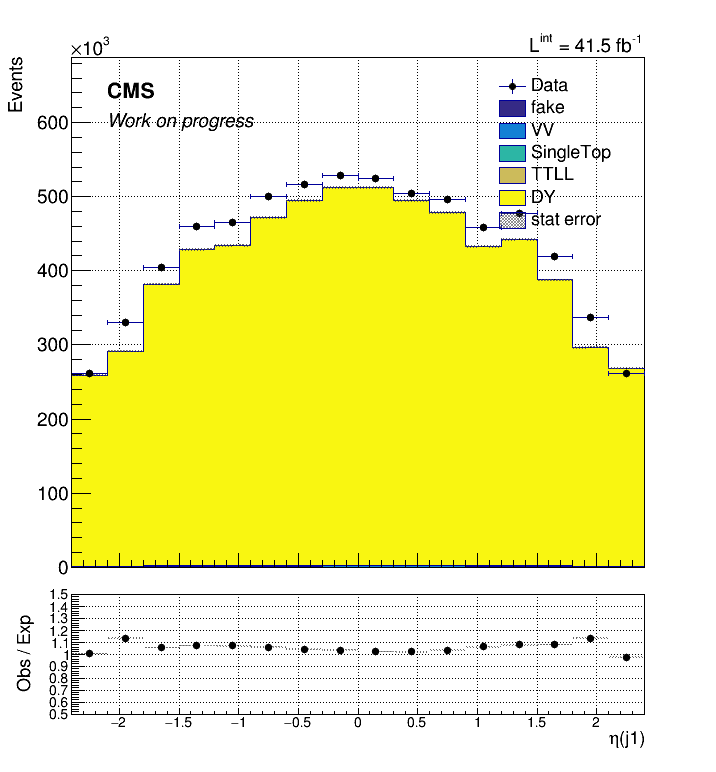 ×10³
L^int = 41.5 fb⁻¹
Events
CMS
Work on progress
Data
fake
VV
SingleTop
TTLL
DY
stat error
600
500
400
300
200
100
0
Obs / Exp
1.5
1.4
1.3
1.2
1.1
1
0.9
0.8
0.7
0.6
0.5
−2
−1.5
−1
−0.5
0
0.5
1
1.5
2
η(j1)